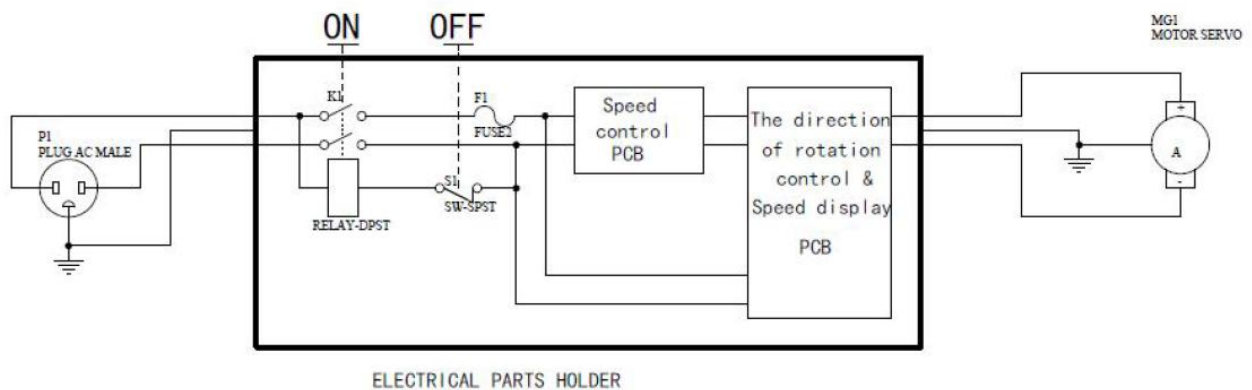 ON
OFF
MG1
MOTOR SERVO
K1
F1
FUSE2
Speed
control
PCB
The direction
of rotation
control &
Speed display
PCB
P1
PLUG AC MALE
S1
SW-SPST
RELAY-DPST
+
A
-
ELECTRICAL PARTS HOLDER